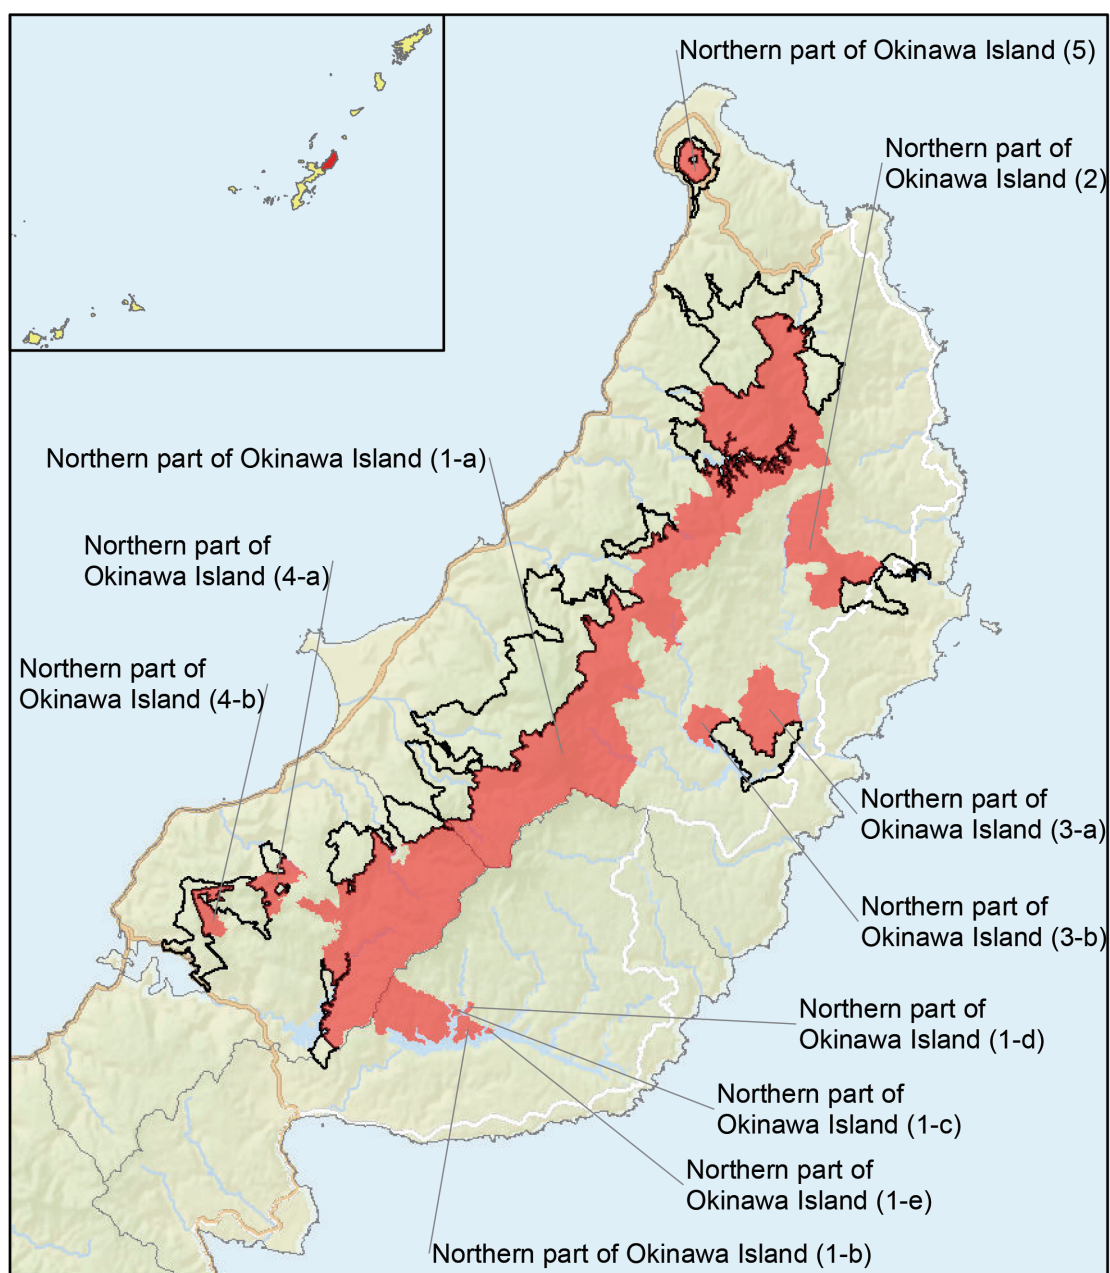 Northern part of Okinawa Island (5)
Northern part of
Okinawa Island (2)
Northern part of Okinawa Island (1-a)
Northern part of
Okinawa Island (4-a)
Northern part of
Okinawa Island (4-b)
Northern part of
Okinawa Island (3-a)
Northern part of
Okinawa Island (3-b)
Northern part of
Okinawa Island (1-d)
Northern part of
Okinawa Island (1-c)
Northern part of
Okinawa Island (1-e)
Northern part of Okinawa Island (1-b)